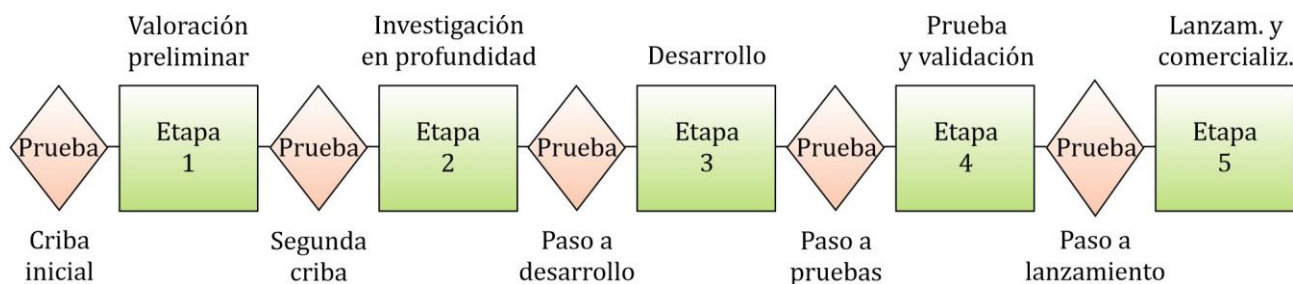 Valoración
preliminar
Investigación
en profundidad
Desarrollo
Prueba
y validación
Lanzam. y
comercializ.
Prueba
Etapa
1
Prueba
Etapa
2
Prueba
Etapa
3
Prueba
Etapa
4
Prueba
Etapa
5
Criba
inicial
Segunda
criba
Paso a
desarrollo
Paso a
pruebas
Paso a
lanzamiento